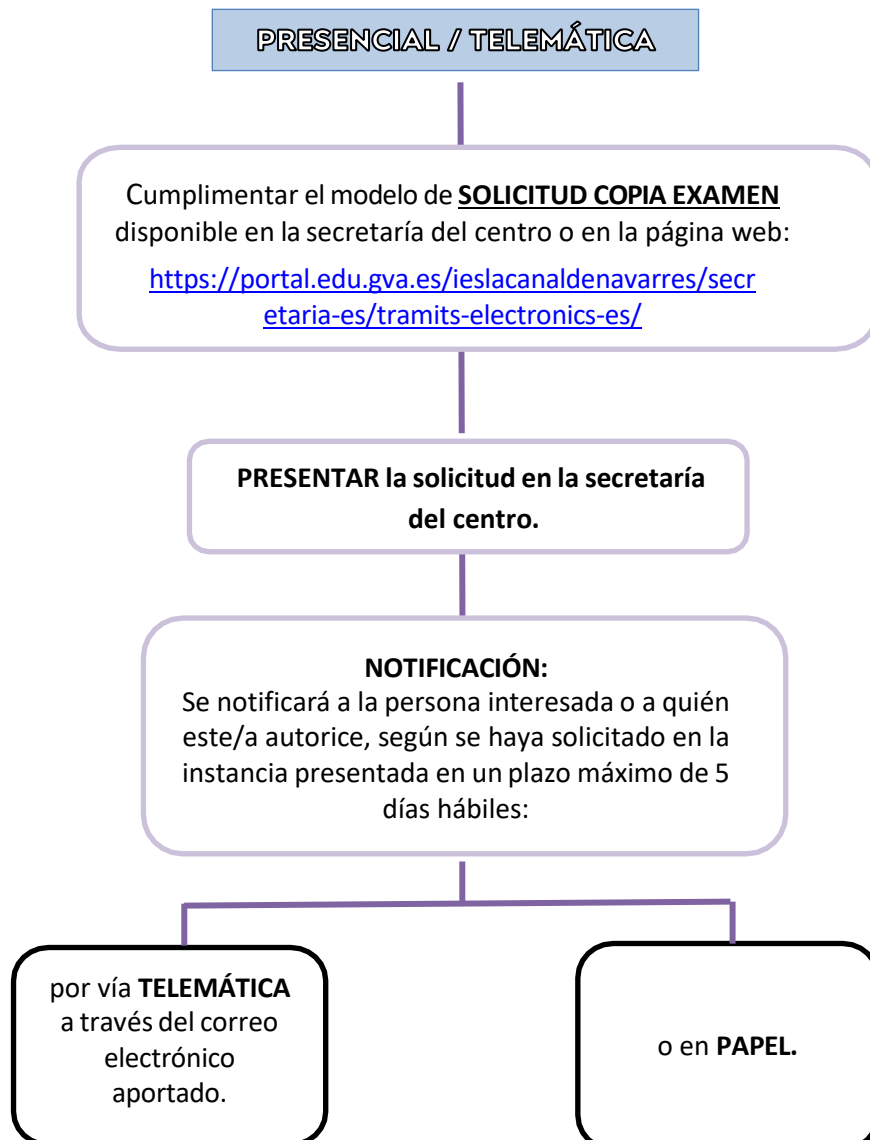 PRESENCIAL / TELEMÁTICA
Cumplimentar el modelo de SOLICITUD COPIA EXAMEN
disponible en la secretaría del centro o en la página web:
https://portal.edu.gva.es/ieslacanaldenavarres/secr
etaria-es/tramits-electronics-es/
PRESENTAR la solicitud en la secretaría
del centro.
NOTIFICACIÓN:
Se notificará a la persona interesada o a quién
este/a autorice, según se haya solicitado en la
instancia presentada en un plazo máximo de 5
días hábiles:
por vía TELEMÁTICA
a través del correo
electrónico
aportado.
o en PAPEL.